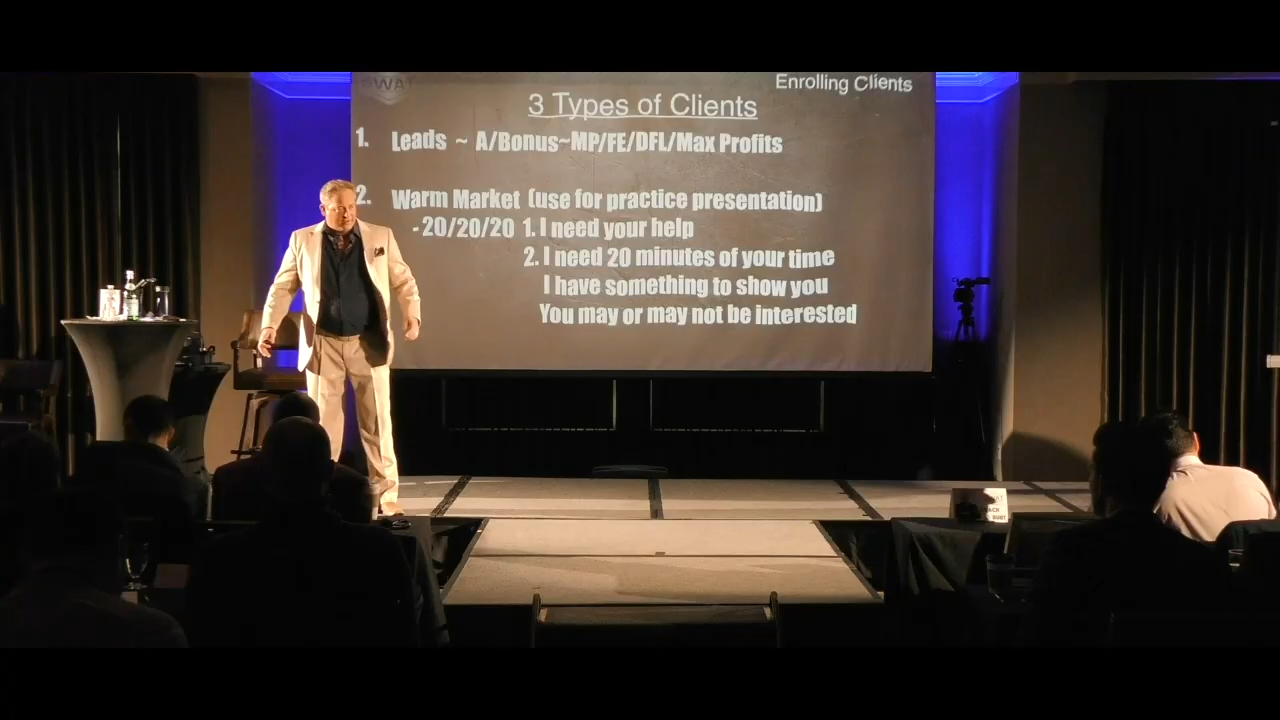 SWAT
Enrolling Clients
3 Types of Clients
1. Leads ~ A/Bonus~MP/FE/DFL/Max Profits
2. Warm Market (use for practice presentation)
- 20/20/20 1. I need your help
2. I need 20 minutes of your time
I have something to show you
You may or may not be interested